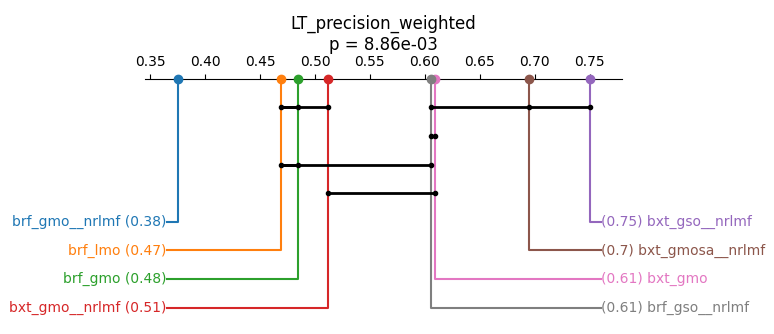 LT_precision_weighted
p = 8.86e-03
0.35 0.40 0.45 0.50 0.55 0.60 0.65 0.70 0.75
brf_gmo__nrlmf (0.38) (0.75) bxt_gso__nrlmf
brf_lmo (0.47) (0.7) bxt_gmosa__nrlmf
brf_gmo (0.48) (0.61) bxt_gmo
bxt_gmo__nrlmf (0.51) (0.61) brf_gso__nrlmf